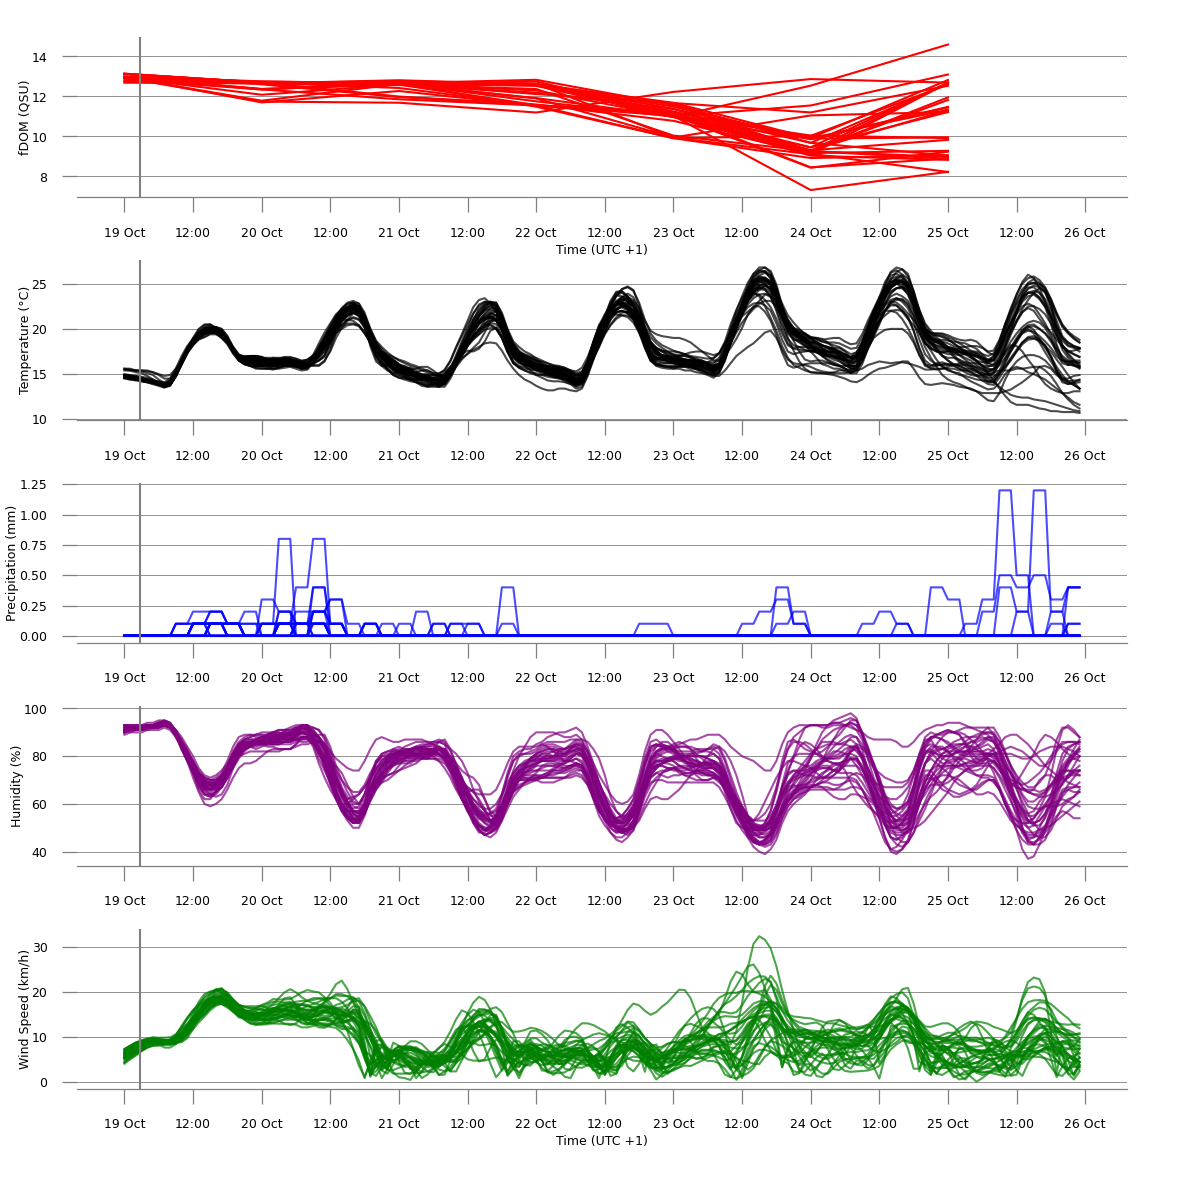 14
12
10
8
fDOM (QSU)
19 Oct 12:00 20 Oct 12:00 21 Oct 12:00 22 Oct 12:00 23 Oct 12:00 24 Oct 12:00 25 Oct 12:00 26 Oct
Time (UTC +1)
25
20
15
10
Temperature (°C)
19 Oct 12:00 20 Oct 12:00 21 Oct 12:00 22 Oct 12:00 23 Oct 12:00 24 Oct 12:00 25 Oct 12:00 26 Oct
1.25
1.00
0.75
0.50
0.25
0.00
Precipitation (mm)
19 Oct 12:00 20 Oct 12:00 21 Oct 12:00 22 Oct 12:00 23 Oct 12:00 24 Oct 12:00 25 Oct 12:00 26 Oct
100
80
60
40
Humidity (%)
19 Oct 12:00 20 Oct 12:00 21 Oct 12:00 22 Oct 12:00 23 Oct 12:00 24 Oct 12:00 25 Oct 12:00 26 Oct
30
20
10
0
Wind Speed (km/h)
19 Oct 12:00 20 Oct 12:00 21 Oct 12:00 22 Oct 12:00 23 Oct 12:00 24 Oct 12:00 25 Oct 12:00 26 Oct
Time (UTC +1)